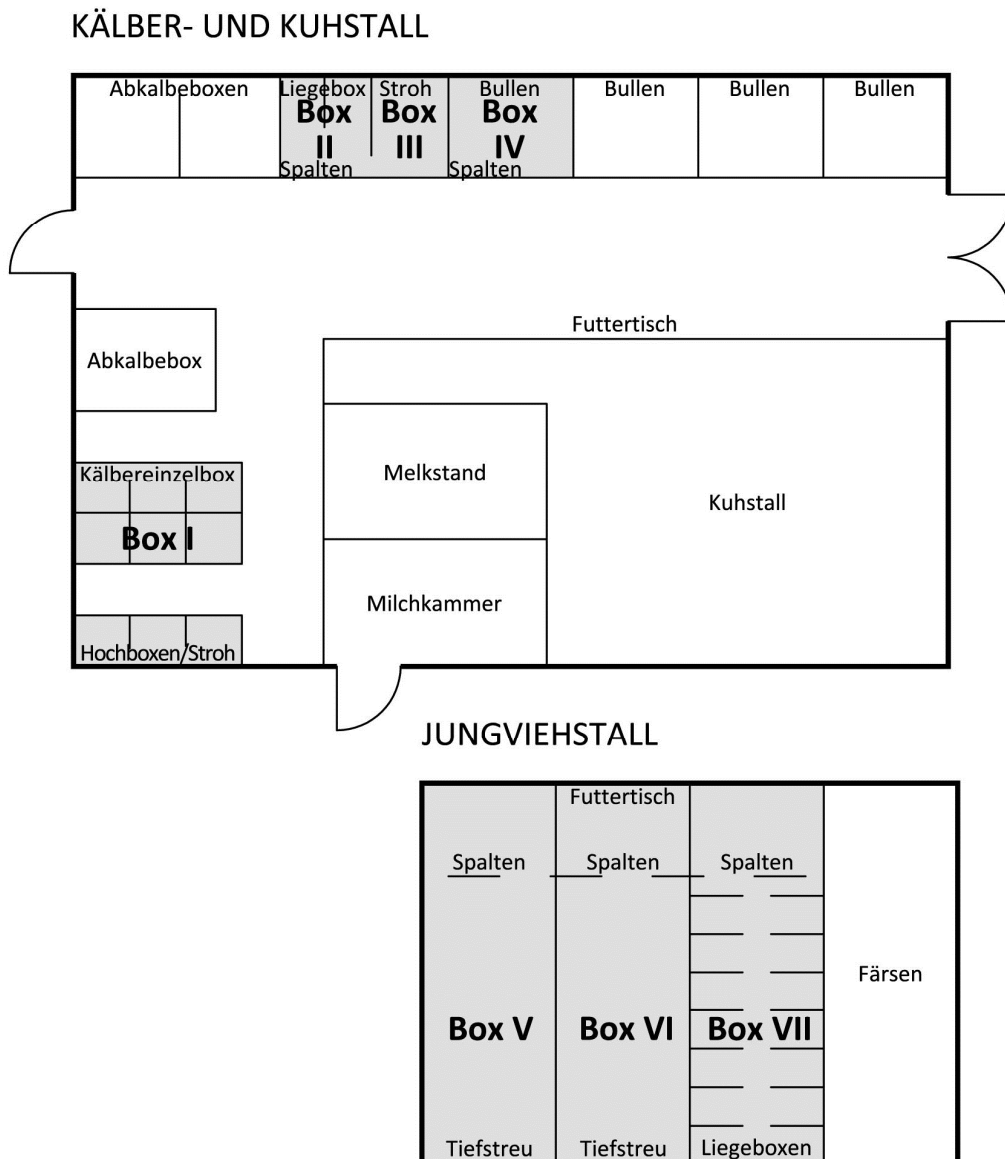 KÄLBER- UND KUHSTALL
Abkalbeboxen
Liegebox
Stroh
Bullen
Bullen
Bullen
Bullen
Box
II
Box
III
Box
IV
Spalten
Spalten
Futtertisch
Abkalbebox
Kälbereinzelbox
Box I
Hochboxen/Stroh
Melkstand
Kuhstall
Milchkammer
JUNGVIEHSTALL
Futtertisch
Spalten
Spalten
Spalten
Färsen
Box V
Box VI
Box VII
Tiefstreu
Tiefstreu
Liegeboxen